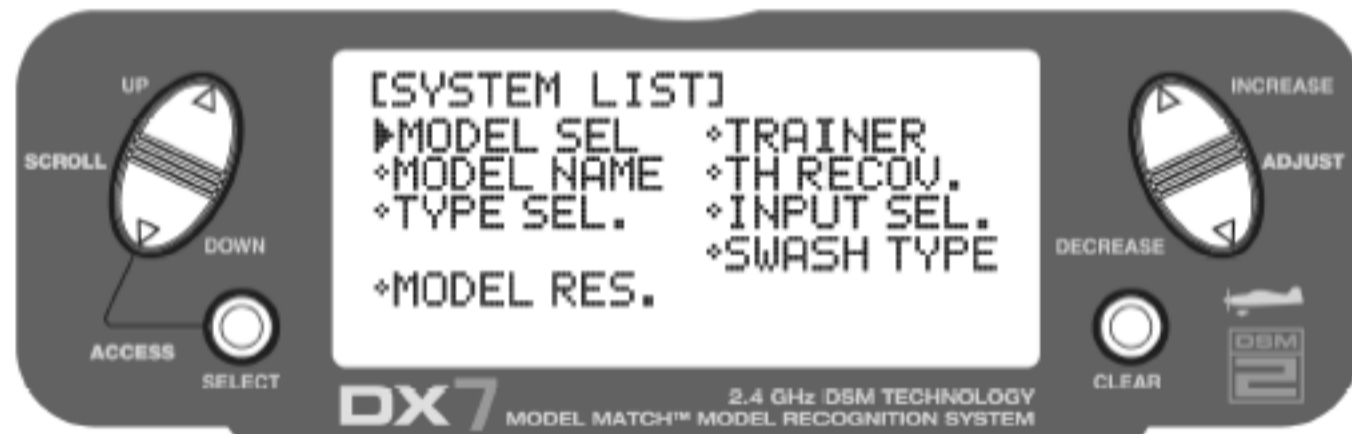 UP
SCROLL
DOWN
ACCESS
SELECT
[SYSTEM LIST]
MODEL SEL
MODEL NAME
TYPE SEL.
MODEL RES.
TRAINER
TH RECOV.
INPUT SEL.
SWASH TYPE
INCREASE
ADJUST
DECREASE
CLEAR
DSM
2
DX7
2.4 GHz DSM TECHNOLOGY
MODEL MATCH™ MODEL RECOGNITION SYSTEM